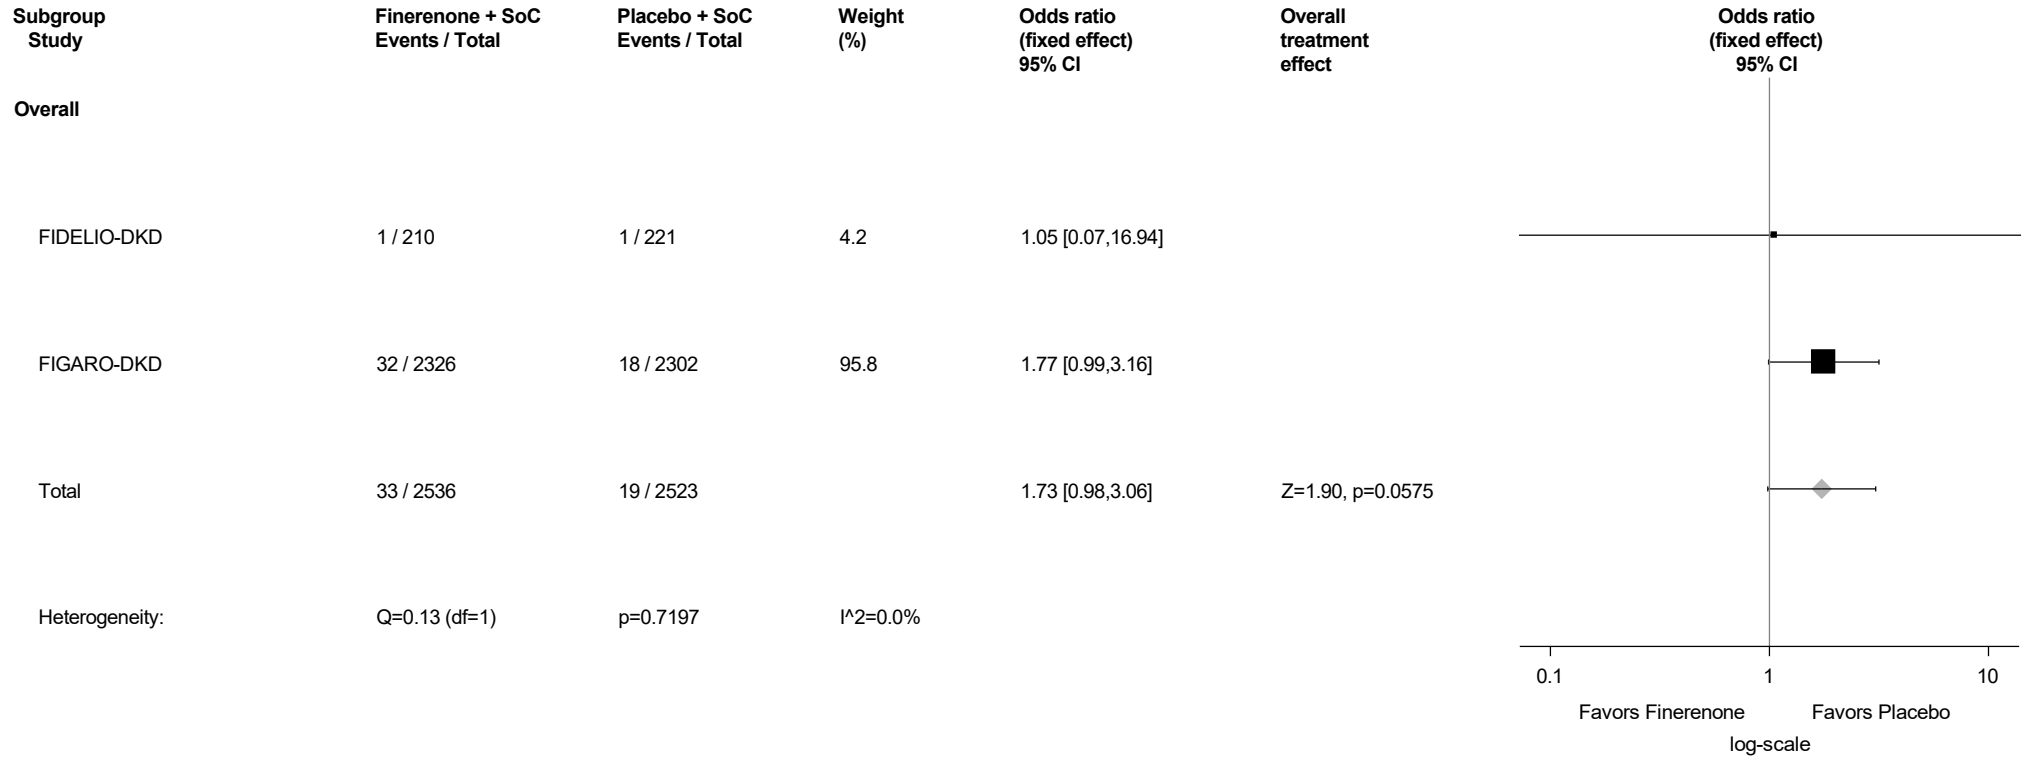 Subgroup Finerenone + SoC Placebo + SoC Weight Odds ratio Overall Odds ratio
Study Events / Total Events / Total (%) (fixed effect) treatment (fixed effect)
95% CI effect 95% CI
Overall
FIDELIO-DKD 1 / 210 1 / 221 4.2 1.05 [0.07,16.94]
FIGARO-DKD 32 / 2326 18 / 2302 95.8 1.77 [0.99,3.16]
Total 33 / 2536 19 / 2523 1.73 [0.98,3.06] Z=1.90, p=0.0575
Heterogeneity: Q=0.13 (df=1) p=0.7197 I^2=0.0%
0.1 1 10
Favors Finerenone Favors Placebo
log-scale